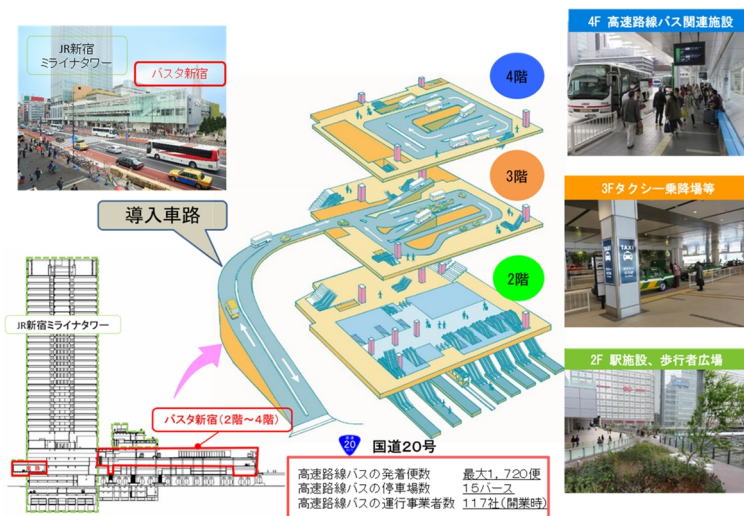 JR新宿
ミライナタワー
バスタ新宿
4階
3階
2階
導入車路
4F 高速路線バス関連施設
3Fタクシー乗降場等
TAXI
TAXI
2F 駅施設、歩行者広場
JR新宿ミライナタワー
バスタ新宿(2階～4階)
20
国道20号
高速路線バスの発着便数 最大1,720便
高速路線バスの停車場数 15バース
高速路線バスの運行事業者数 117社(開業時)